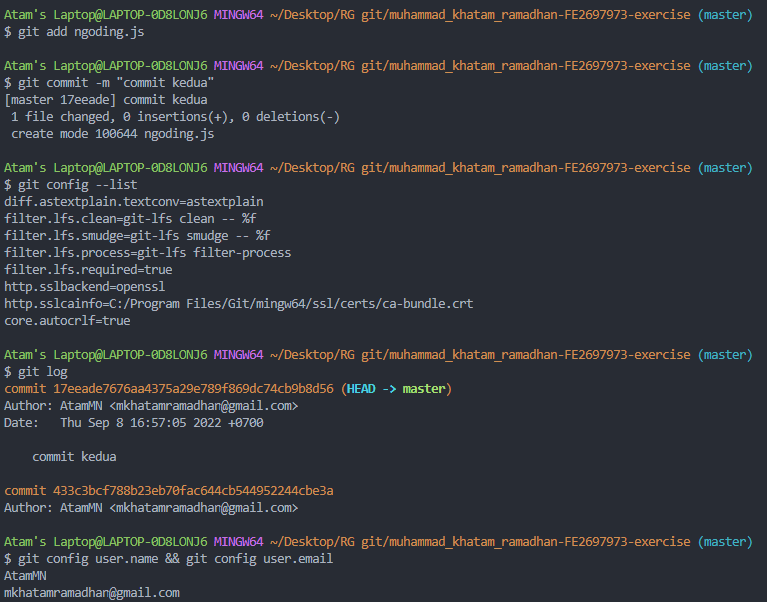 Atam's Laptop@LAPTOP-0D8LONJ6 MINGW64 ~/Desktop/RG git/muhammad_khatam_ramadhan-FE2697973-exercise (master)
$ git add ngoding.js
Atam's Laptop@LAPTOP-0D8LONJ6 MINGW64 ~/Desktop/RG git/muhammad_khatam_ramadhan-FE2697973-exercise (master)
$ git commit -m "commit kedua"
[master 17eeade] commit kedua
 1 file changed, 0 insertions(+), 0 deletions(-)
 create mode 100644 ngoding.js
Atam's Laptop@LAPTOP-0D8LONJ6 MINGW64 ~/Desktop/RG git/muhammad_khatam_ramadhan-FE2697973-exercise (master)
$ git config --list
diff.astextplain.textconv=astextplain
filter.lfs.clean=git-lfs clean -- %f
filter.lfs.smudge=git-lfs smudge -- %f
filter.lfs.process=git-lfs filter-process
filter.lfs.required=true
http.sslbackend=openssl
http.sslcainfo=C:/Program Files/Git/mingw64/ssl/certs/ca-bundle.crt
core.autocrlf=true
Atam's Laptop@LAPTOP-0D8LONJ6 MINGW64 ~/Desktop/RG git/muhammad_khatam_ramadhan-FE2697973-exercise (master)
$ git log
commit 17eeade7676aa4375a29e789f869dc74cb9b8d56 (HEAD -> master)
Author: AtamMN <mkhatamramadhan@gmail.com>
Date:   Thu Sep 8 16:57:05 2022 +0700
    commit kedua
commit 433c3bcf788b23eb70fac644cb544952244cbe3a
Author: AtamMN <mkhatamramadhan@gmail.com>
Atam's Laptop@LAPTOP-0D8LONJ6 MINGW64 ~/Desktop/RG git/muhammad_khatam_ramadhan-FE2697973-exercise (master)
$ git config user.name && git config user.email
AtamMN
mkhatamramadhan@gmail.com